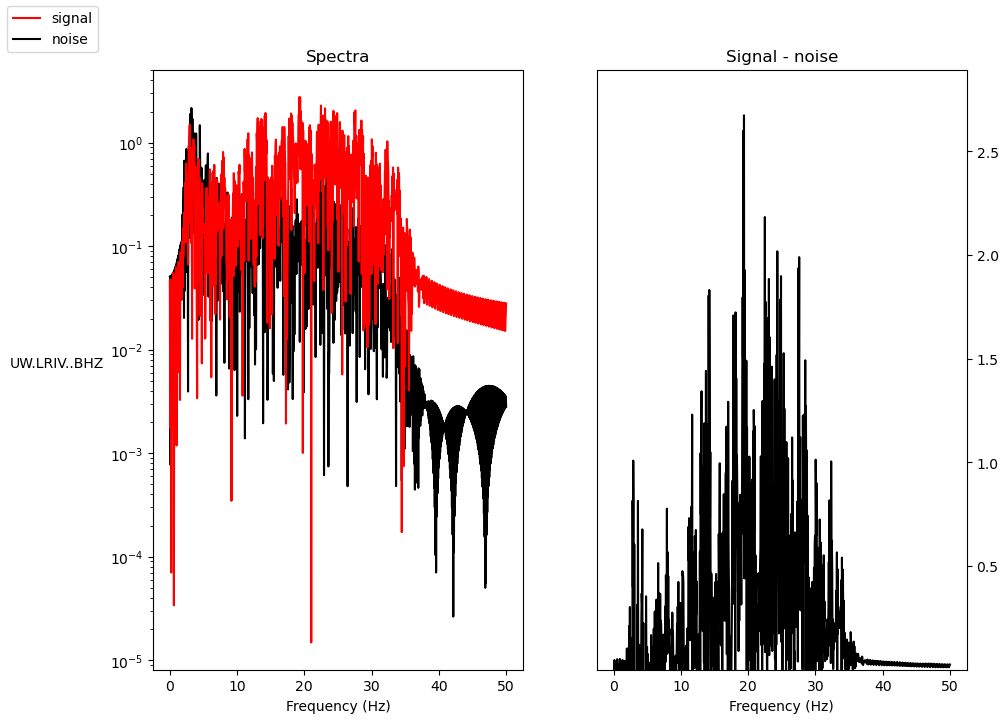 signal
noise
Spectra
Signal - noise
10⁰
10⁻¹
10⁻²
10⁻³
10⁻⁴
10⁻⁵
UW.LRIV..BHZ
2.5
2.0
1.5
1.0
0.5
0 10 20 30 40 50
0 10 20 30 40 50
Frequency (Hz)
Frequency (Hz)